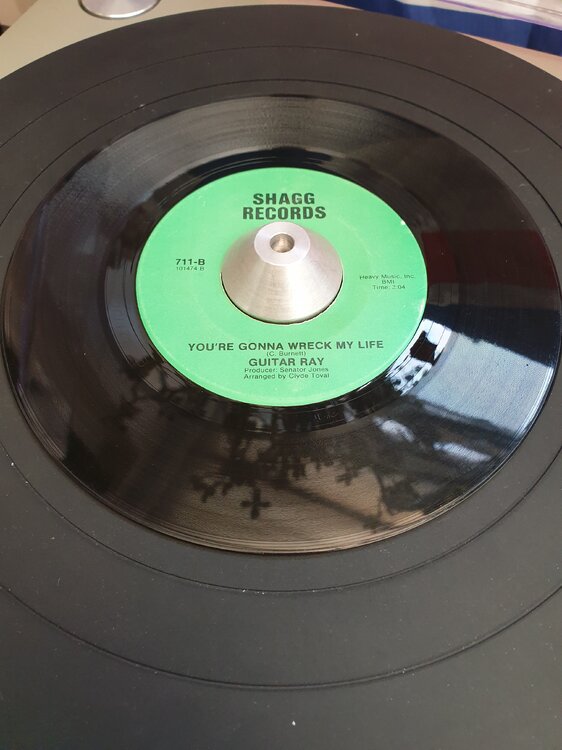 SHAGG
RECORDS
711-B
101474 B
Heavy Music, Inc.
BMI
Time: 2:04
YOU'RE GONNA WRECK MY LIFE
(C. Burnett)
GUITAR RAY
Producer: Senator Jones
Arranged by Clyde Toval